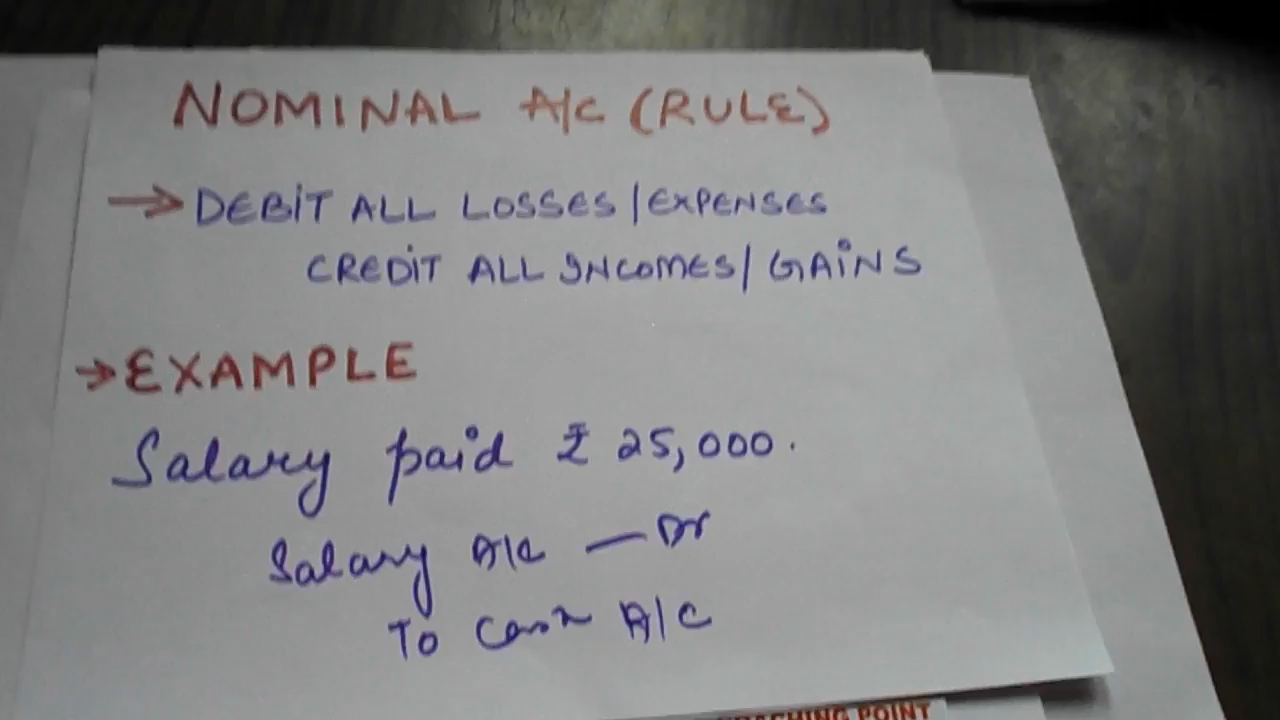 NOMINAL A/C (RULE)
→ DEBIT ALL LOSSES/EXPENSES
CREDIT ALL INCOMES/GAINS
→ EXAMPLE
Salary paid ₹ 25,000.
Salary A/c — Dr
To Cash A/C
POINT